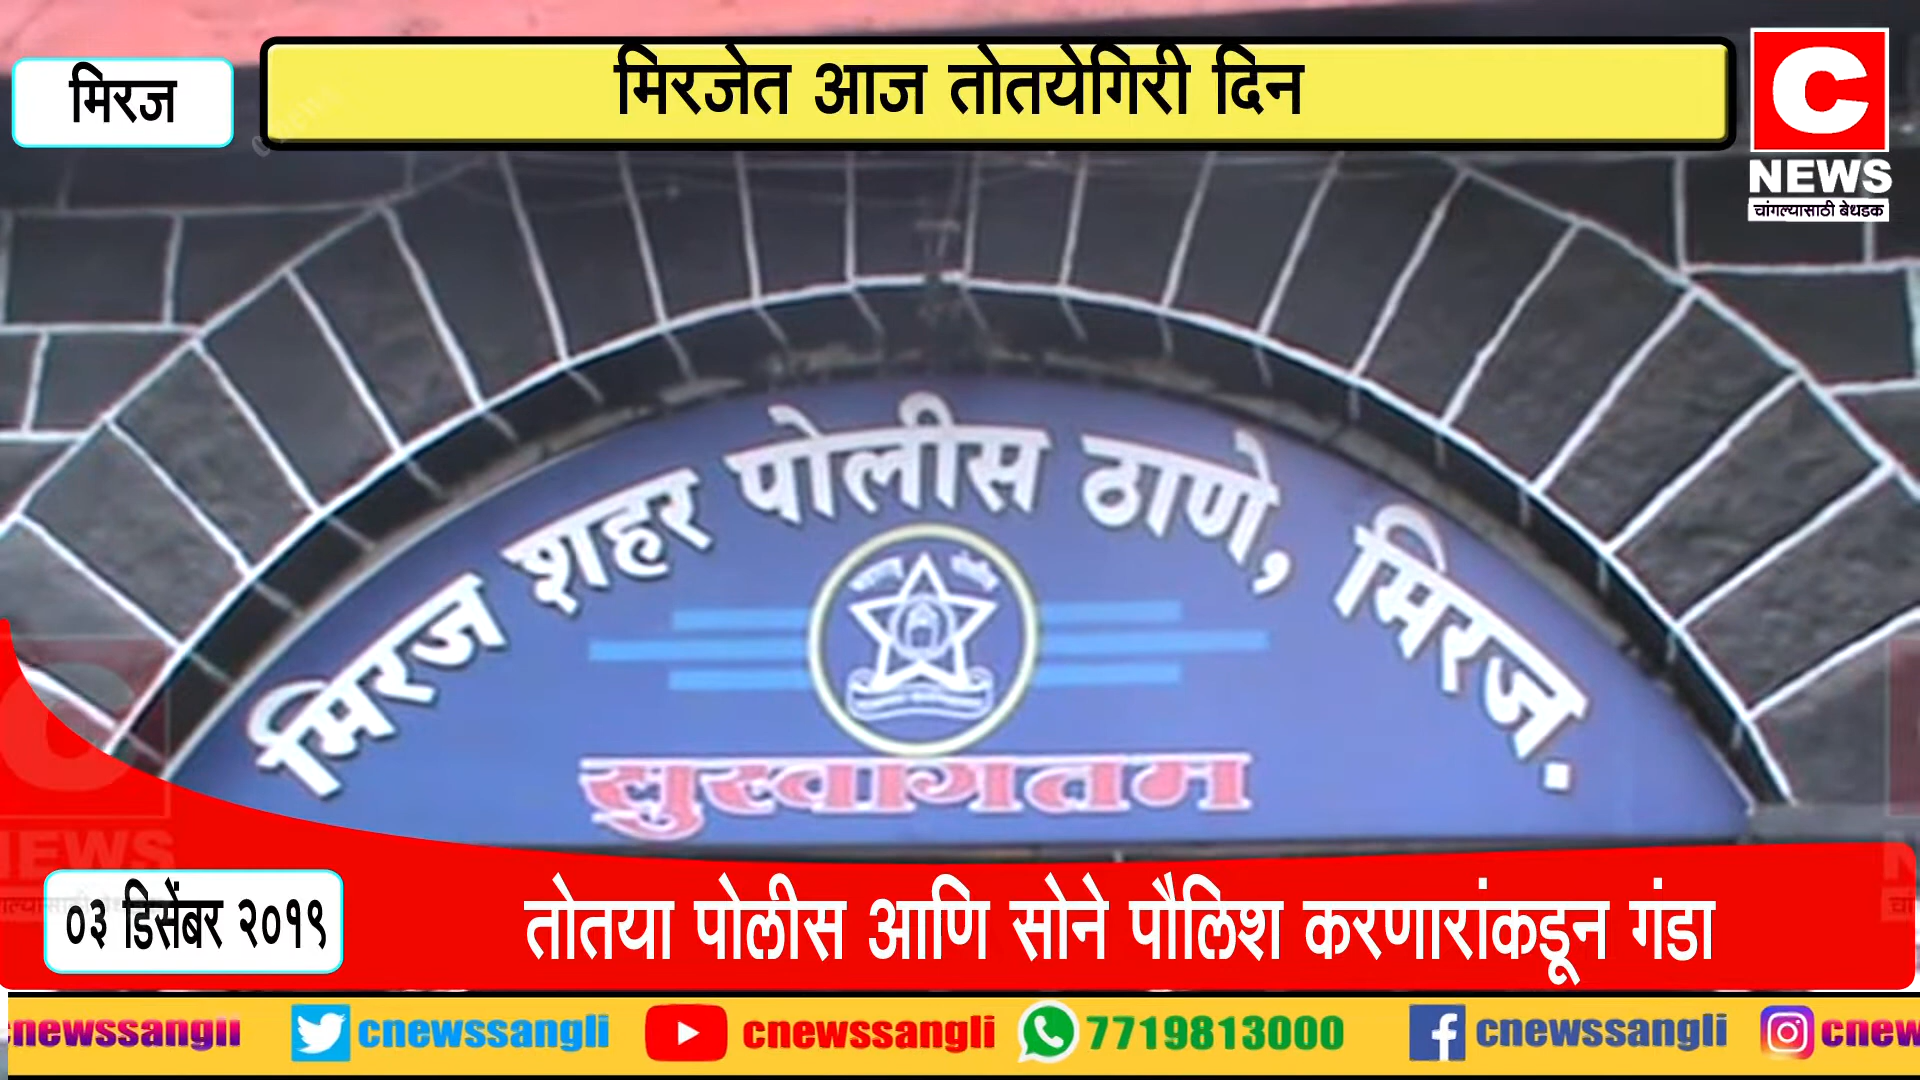 मिरज
मिरजेत आज तोतयेगिरी दिन
C
NEWS
चांगल्यासाठी बेधडक
मिरज शहर पोलीस ठाणे, मिरज.
सुस्वागतम
०३ डिसेंबर २०१९
तोतया पोलीस आणि सोने पौलिश करणारांकडून गंडा
cnewssangli cnewssangli 7719813000 cnewssangli